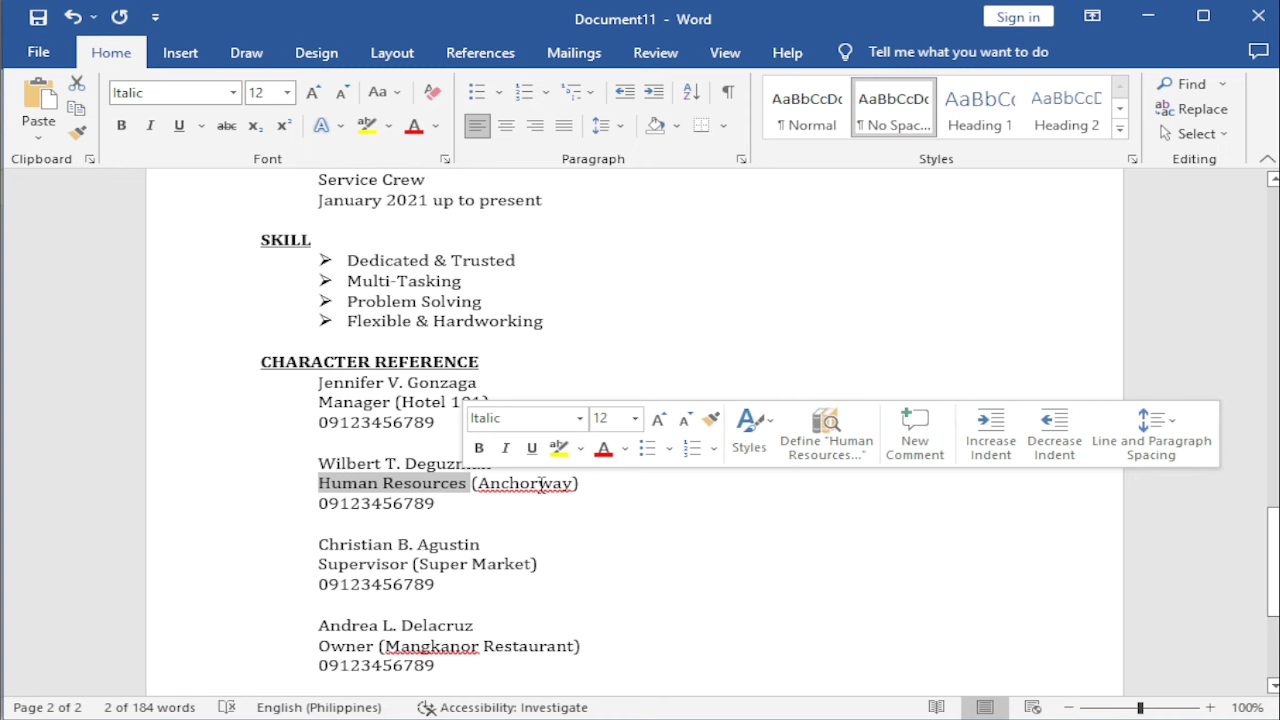 Document11 - Word
Sign in
File Home Insert Draw Design Layout References Mailings Review View Help Tell me what you want to do
Italic 12 Aa
AaBbCcDc AaBbCcDc AaBbCc AaBbCcD
¶ Normal ¶ No Spac... Heading 1 Heading 2
Find
Replace
Select
Paste
B I U abc x₂ x² A A
Clipboard Font Paragraph Styles Editing
Service Crew
January 2021 up to present
SKILL
➢ Dedicated & Trusted
➢ Multi-Tasking
➢ Problem Solving
➢ Flexible & Hardworking
CHARACTER REFERENCE
Jennifer V. Gonzaga
Manager (Hotel
09123456789
Italic 12
B I U A
Styles
Define "Human Resources..."
New Comment
Increase Indent
Decrease Indent
Line and Paragraph Spacing
Wilbert T. Deguzman
Human Resources (Anchorway)
09123456789
Christian B. Agustin
Supervisor (Super Market)
09123456789
Andrea L. Delacruz
Owner (Mangkanor Restaurant)
09123456789
Page 2 of 2 2 of 184 words English (Philippines) Accessibility: Investigate 100%